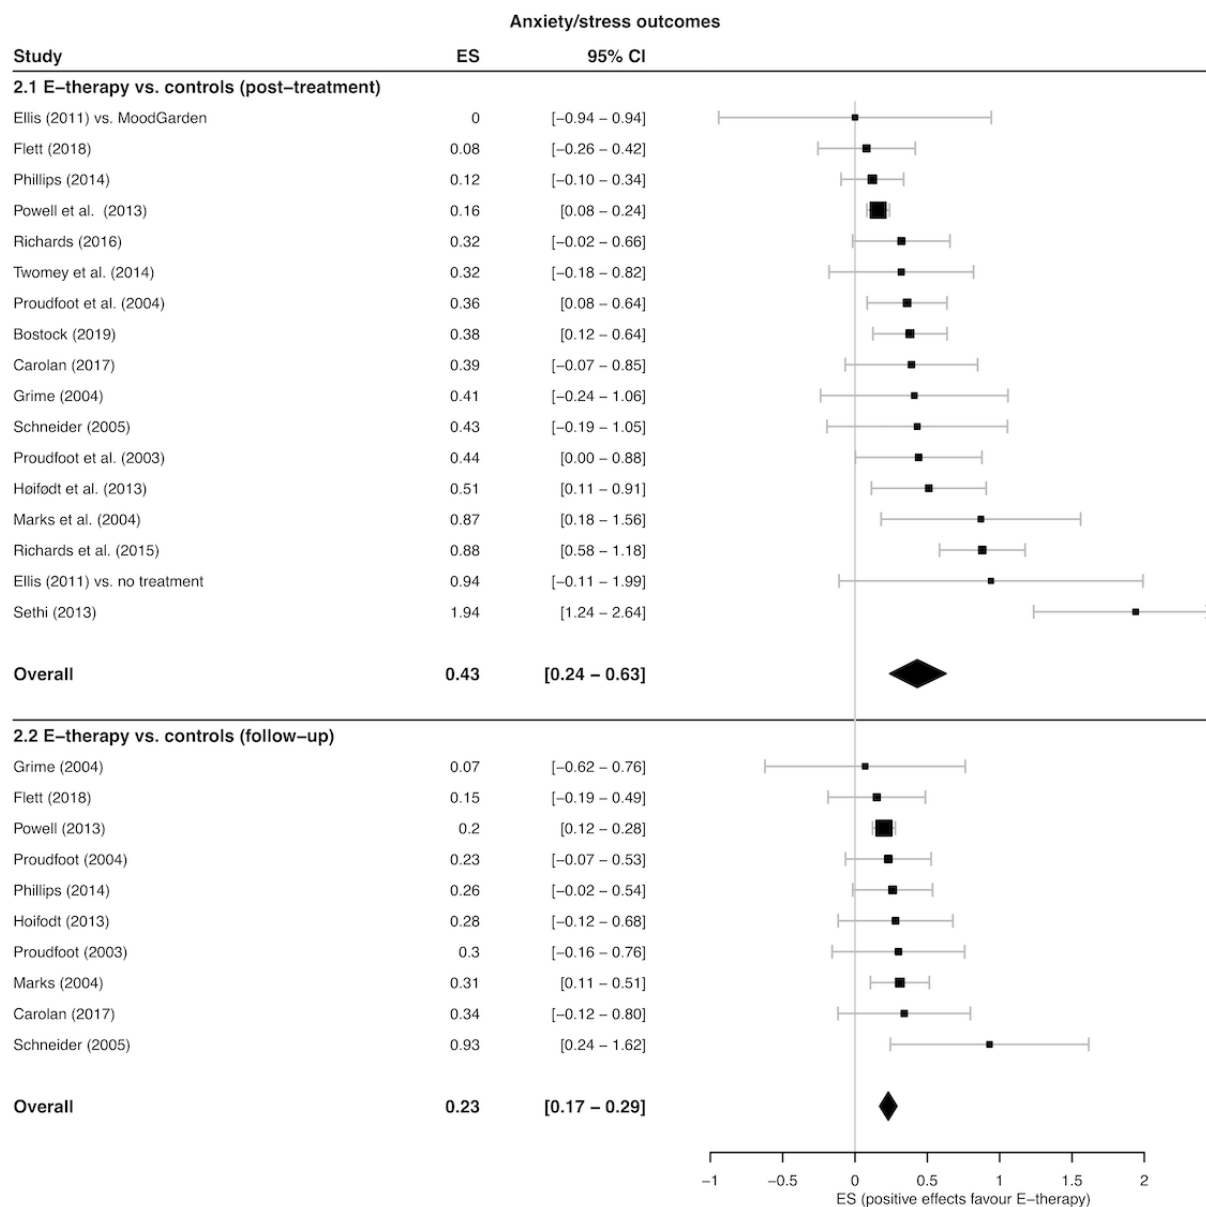 Anxiety/stress outcomes
Study ES 95% CI
2.1 E−therapy vs. controls (post−treatment)
Ellis (2011) vs. MoodGarden 0 [−0.94 − 0.94]
Flett (2018) 0.08 [−0.26 − 0.42]
Phillips (2014) 0.12 [−0.10 − 0.34]
Powell et al. (2013) 0.16 [0.08 − 0.24]
Richards (2016) 0.32 [−0.02 − 0.66]
Twomey et al. (2014) 0.32 [−0.18 − 0.82]
Proudfoot et al. (2004) 0.36 [0.08 − 0.64]
Bostock (2019) 0.38 [0.12 − 0.64]
Carolan (2017) 0.39 [−0.07 − 0.85]
Grime (2004) 0.41 [−0.24 − 1.06]
Schneider (2005) 0.43 [−0.19 − 1.05]
Proudfoot et al. (2003) 0.44 [0.00 − 0.88]
Høifødt et al. (2013) 0.51 [0.11 − 0.91]
Marks et al. (2004) 0.87 [0.18 − 1.56]
Richards et al. (2015) 0.88 [0.58 − 1.18]
Ellis (2011) vs. no treatment 0.94 [−0.11 − 1.99]
Sethi (2013) 1.94 [1.24 − 2.64]
Overall 0.43 [0.24 − 0.63]
2.2 E−therapy vs. controls (follow−up)
Grime (2004) 0.07 [−0.62 − 0.76]
Flett (2018) 0.15 [−0.19 − 0.49]
Powell (2013) 0.2 [0.12 − 0.28]
Proudfoot (2004) 0.23 [−0.07 − 0.53]
Phillips (2014) 0.26 [−0.02 − 0.54]
Hoifodt (2013) 0.28 [−0.12 − 0.68]
Proudfoot (2003) 0.3 [−0.16 − 0.76]
Marks (2004) 0.31 [0.11 − 0.51]
Carolan (2017) 0.34 [−0.12 − 0.80]
Schneider (2005) 0.93 [0.24 − 1.62]
Overall 0.23 [0.17 − 0.29]
−1 −0.5 0 0.5 1 1.5 2
ES (positive effects favour E−therapy)